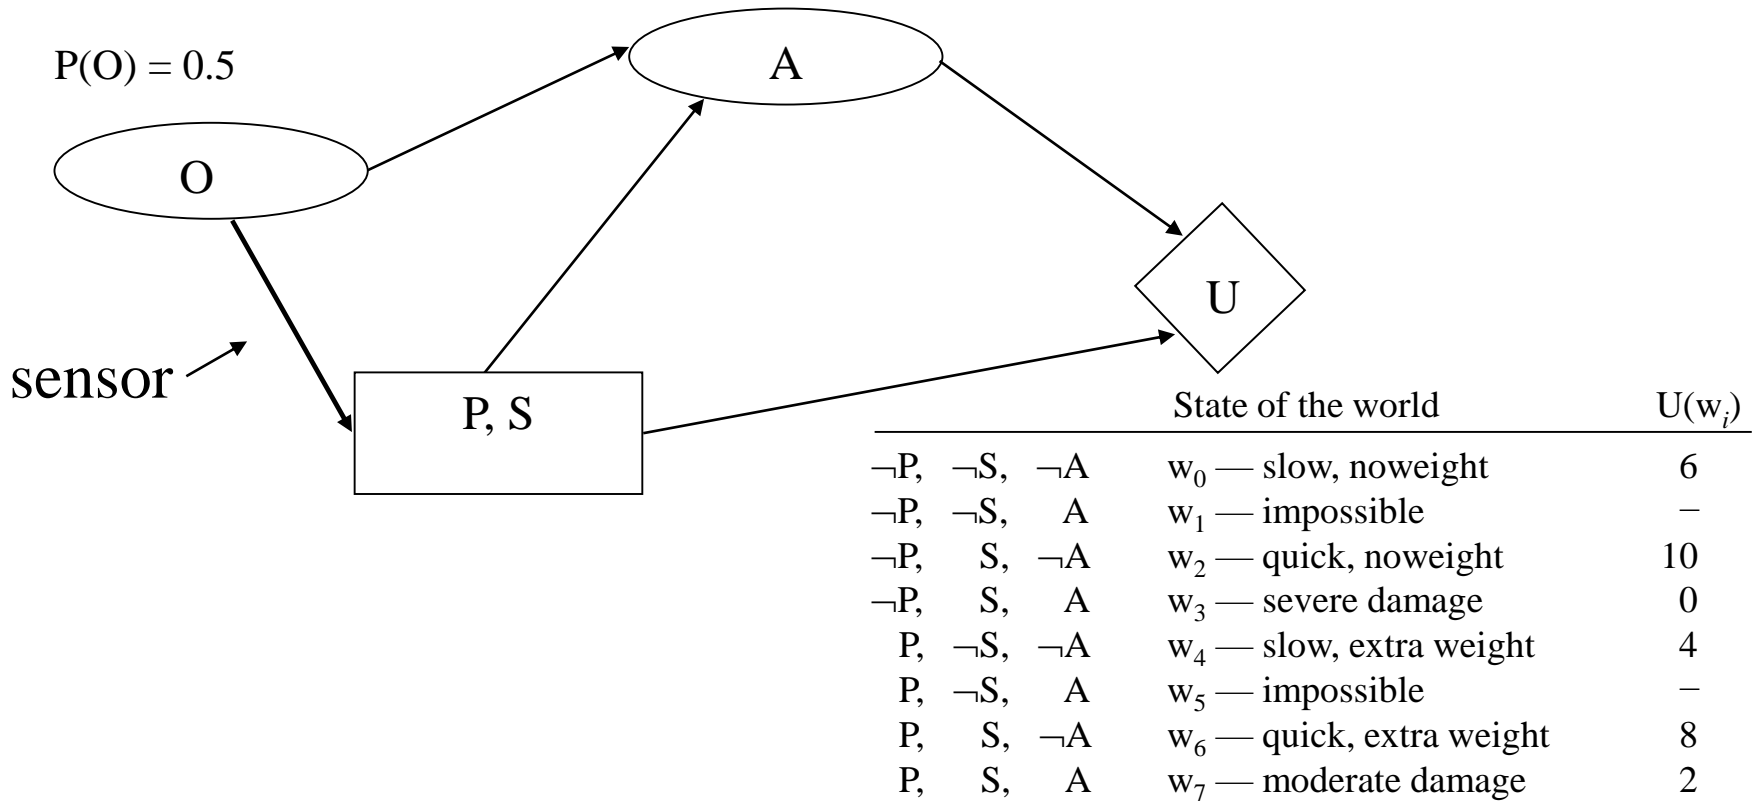 P(O) = 0.5
A
O
U
sensor
P, S
State of the world U(wᵢ)
¬P, ¬S, ¬A w₀ — slow, noweight 6
¬P, ¬S, A w₁ — impossible –
¬P, S, ¬A w₂ — quick, noweight 10
¬P, S, A w₃ — severe damage 0
P, ¬S, ¬A w₄ — slow, extra weight 4
P, ¬S, A w₅ — impossible –
P, S, ¬A w₆ — quick, extra weight 8
P, S, A w₇ — moderate damage 2